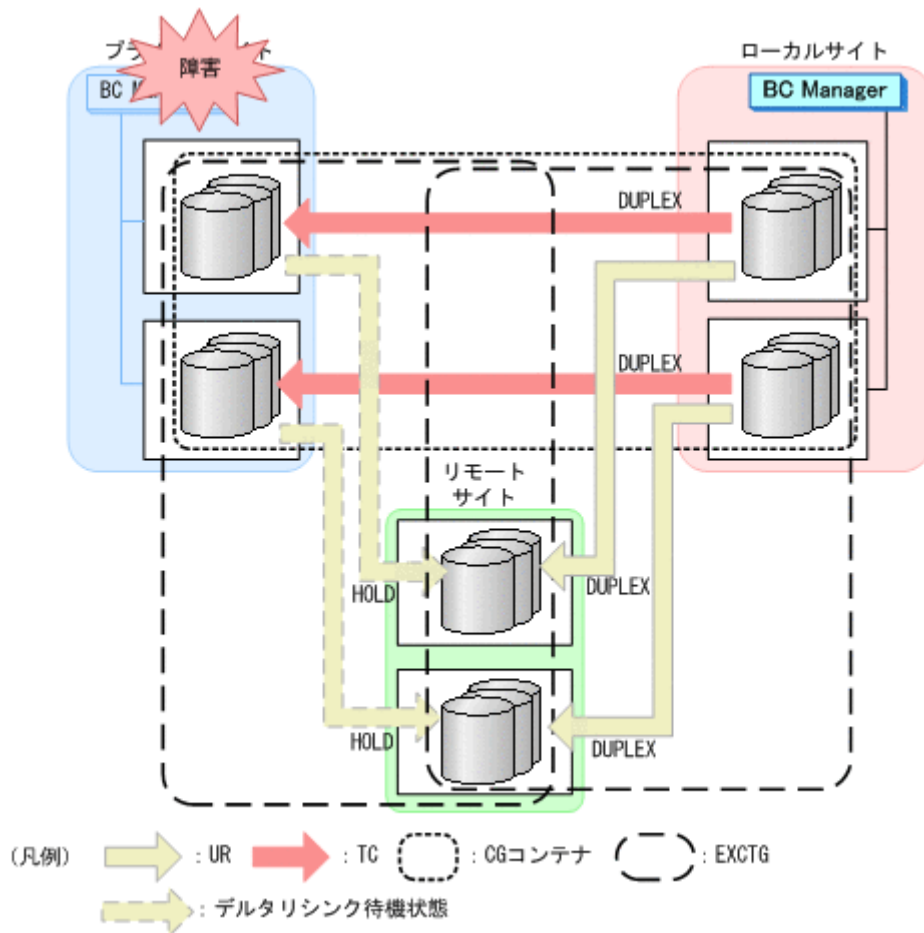 障害
ローカルサイト
BC
BC Manager
DUPLEX
DUPLEX
リモート
サイト
HOLD
DUPLEX
HOLD
DUPLEX
(凡例)
: UR
: TC
: CGコンテナ
: EXCTG
: デルタリシンク待機状態